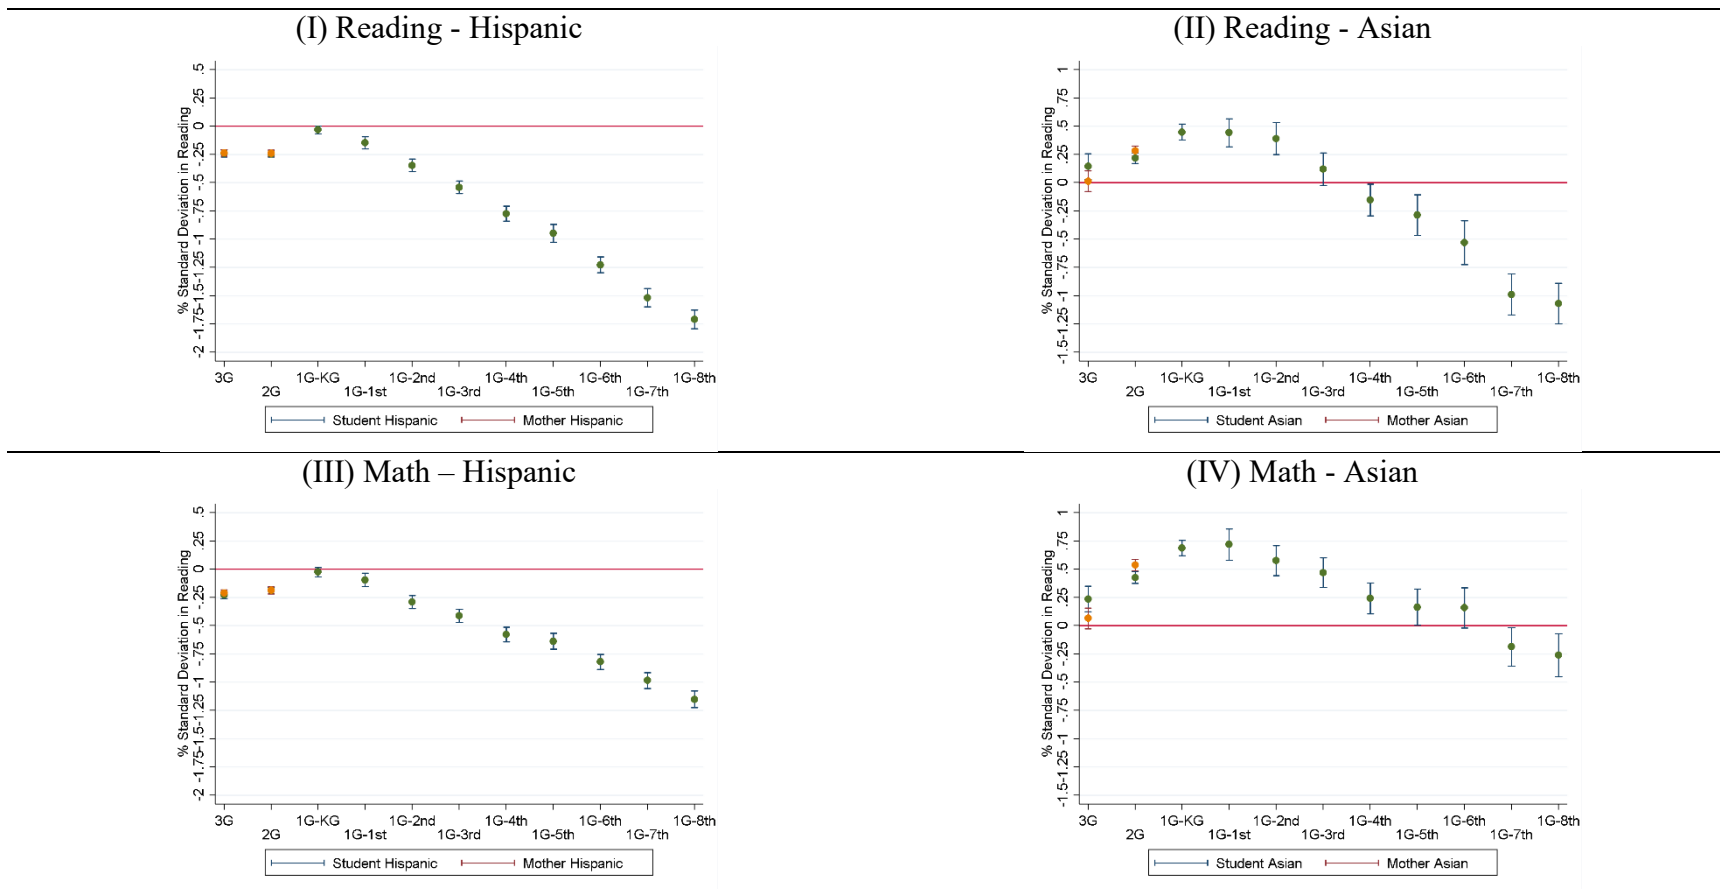 (I) Reading - Hispanic
% Standard Deviation in Reading
.5
.25
0
-.25
-.5
-.75
-1
-1.25
-1.5
-1.75
-2
3G
2G
1G-KG
1G-1st
1G-2nd
1G-3rd
1G-4th
1G-5th
1G-6th
1G-7th
1G-8th
Student Hispanic
Mother Hispanic
(II) Reading - Asian
% Standard Deviation in Reading
1
.75
.5
.25
0
-.25
-.5
-.75
-1
-1.25
-1.5
3G
2G
1G-KG
1G-1st
1G-2nd
1G-3rd
1G-4th
1G-5th
1G-6th
1G-7th
1G-8th
Student Asian
Mother Asian
(III) Math – Hispanic
% Standard Deviation in Reading
.5
.25
0
-.25
-.5
-.75
-1
-1.25
-1.5
-1.75
-2
3G
2G
1G-KG
1G-1st
1G-2nd
1G-3rd
1G-4th
1G-5th
1G-6th
1G-7th
1G-8th
Student Hispanic
Mother Hispanic
(IV) Math - Asian
% Standard Deviation in Reading
1
.75
.5
.25
0
-.25
-.5
-.75
-1
-1.25
-1.5
3G
2G
1G-KG
1G-1st
1G-2nd
1G-3rd
1G-4th
1G-5th
1G-6th
1G-7th
1G-8th
Student Asian
Mother Asian